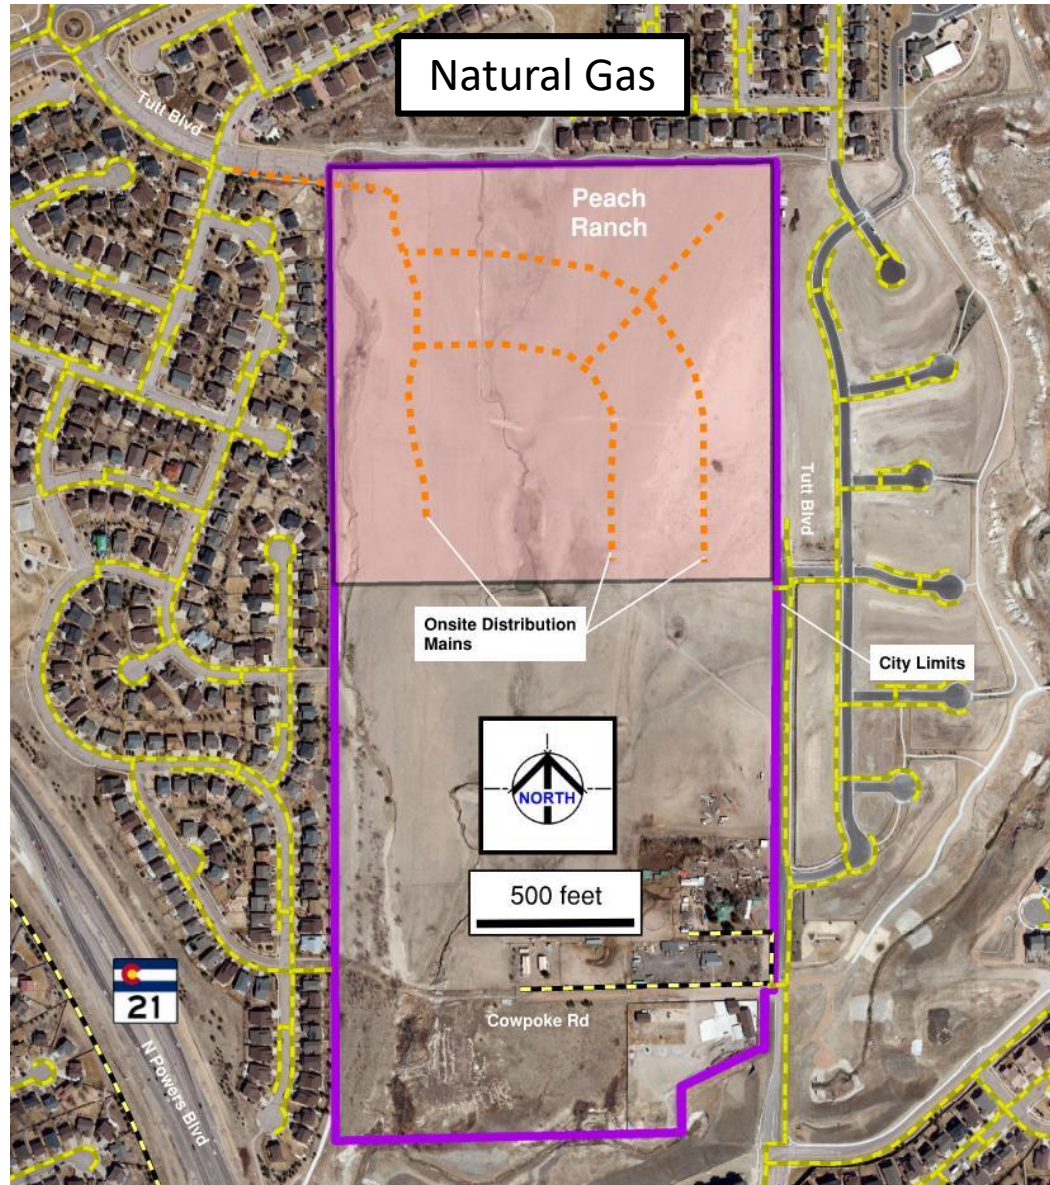 Natural Gas
Tutt Blvd
Peach
Ranch
Tutt Blvd
Onsite Distribution
Mains
City Limits
NORTH
500 feet
21
Cowpoke Rd
N Powers Blvd